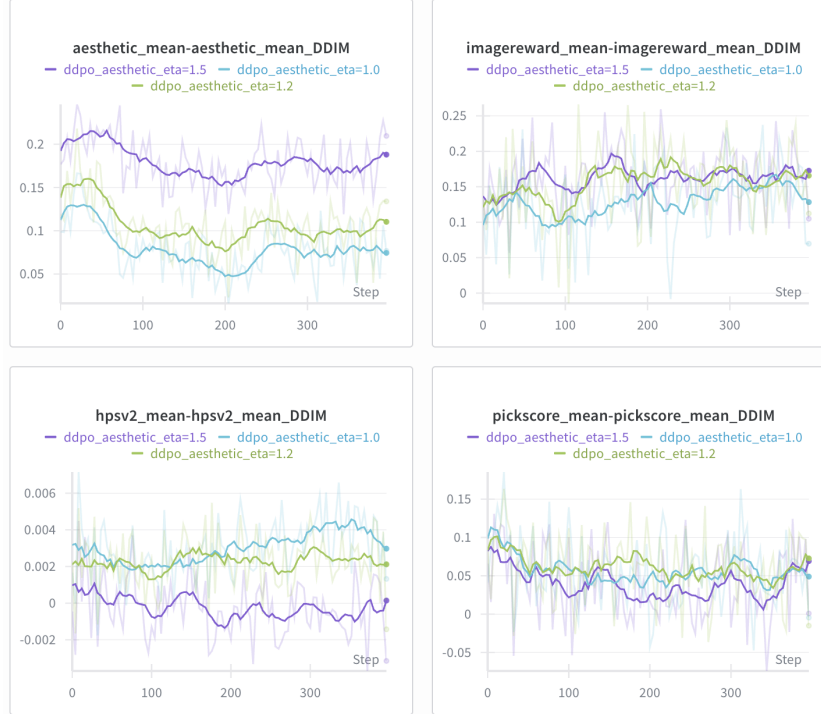 aesthetic_mean-aesthetic_mean_DDIM
ddpo_aesthetic_eta=1.5 ddpo_aesthetic_eta=1.0
ddpo_aesthetic_eta=1.2
0.2
0.15
0.1
0.05
Step
0 100 200 300
imagereward_mean-imagereward_mean_DDIM
ddpo_aesthetic_eta=1.5 ddpo_aesthetic_eta=1.0
ddpo_aesthetic_eta=1.2
0.25
0.2
0.15
0.1
0.05
0
Step
0 100 200 300
hpsv2_mean-hpsv2_mean_DDIM
ddpo_aesthetic_eta=1.5 ddpo_aesthetic_eta=1.0
ddpo_aesthetic_eta=1.2
0.006
0.004
0.002
0
-0.002
Step
0 100 200 300
pickscore_mean-pickscore_mean_DDIM
ddpo_aesthetic_eta=1.5 ddpo_aesthetic_eta=1.0
ddpo_aesthetic_eta=1.2
0.15
0.1
0.05
0
-0.05
Step
0 100 200 300